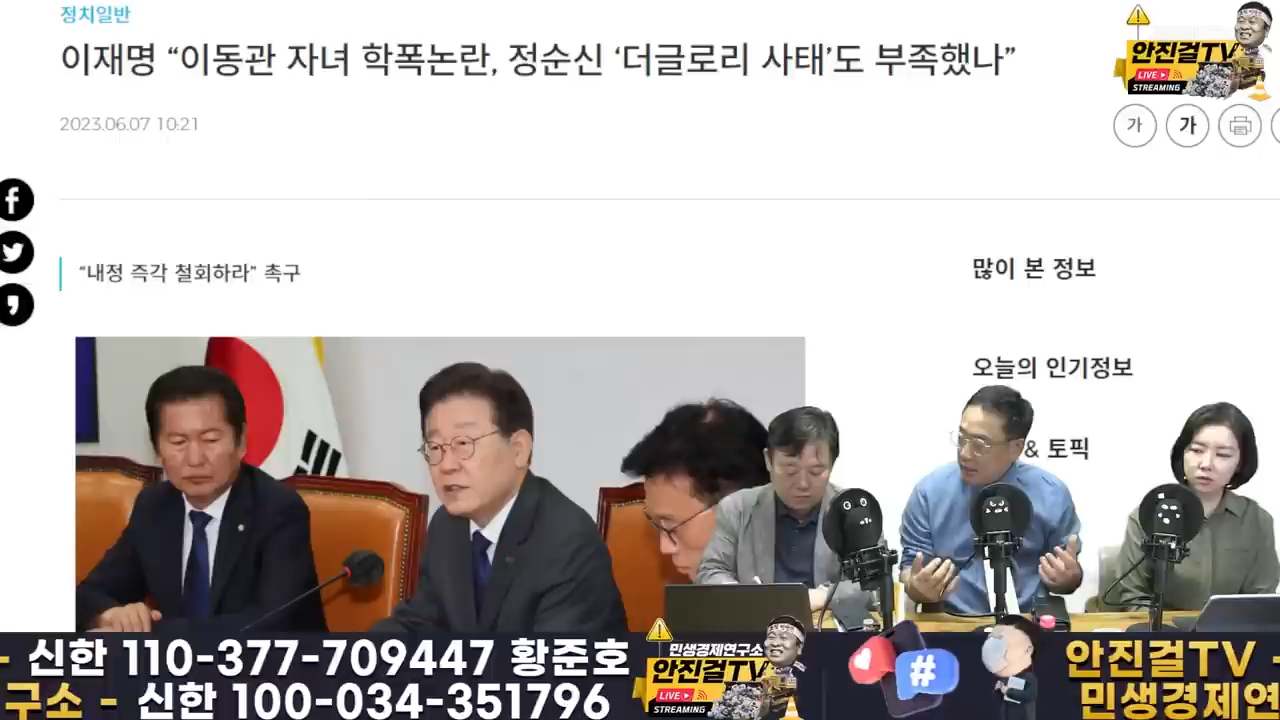 정치일반
이재명 “이동관 자녀 학폭논란, 정순신 ‘더글로리 사태’도 부족했나”
2023.06.07 10:21
안진걸TV
LIVE
STREAMING
가 가
“내정 즉각 철회하라” 촉구
많이 본 정보
오늘의 인기정보
& 토픽
- 신한 110-377-709447 황준호
구소 - 신한 100-034-351796
민생경제연구소
안진걸TV
LIVE
STREAMING
#
안진걸TV -
민생경제연